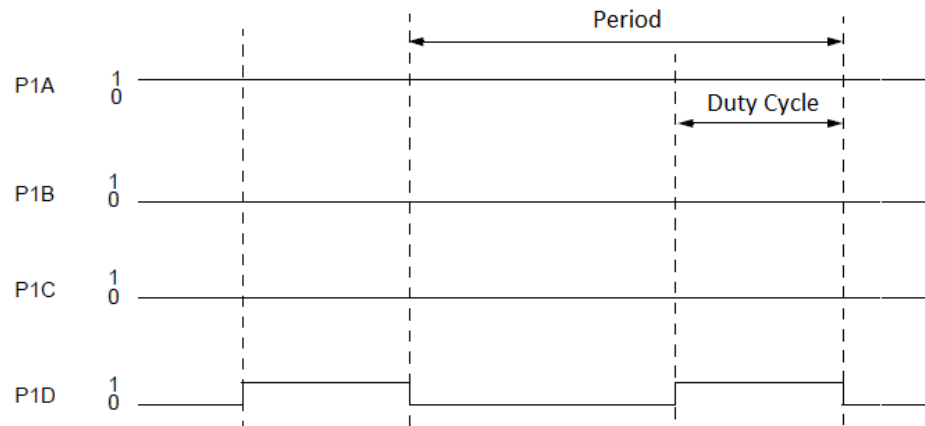 Period
P1A 1
0
Duty Cycle
P1B 1
0
P1C 1
0
P1D 1
0